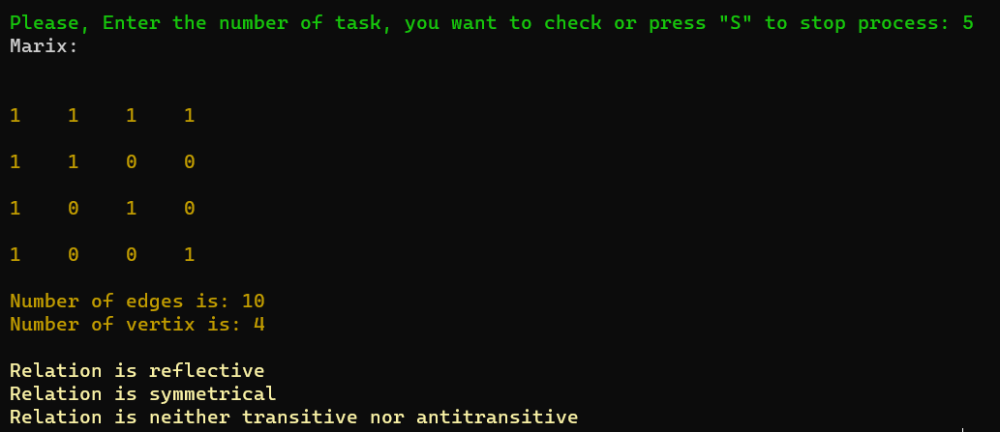 Please, Enter the number of task, you want to check or press "S" to stop process: 5
Marix:
1 1 1 1
1 1 0 0
1 0 1 0
1 0 0 1
Number of edges is: 10
Number of vertix is: 4
Relation is reflective
Relation is symmetrical
Relation is neither transitive nor antitransitive